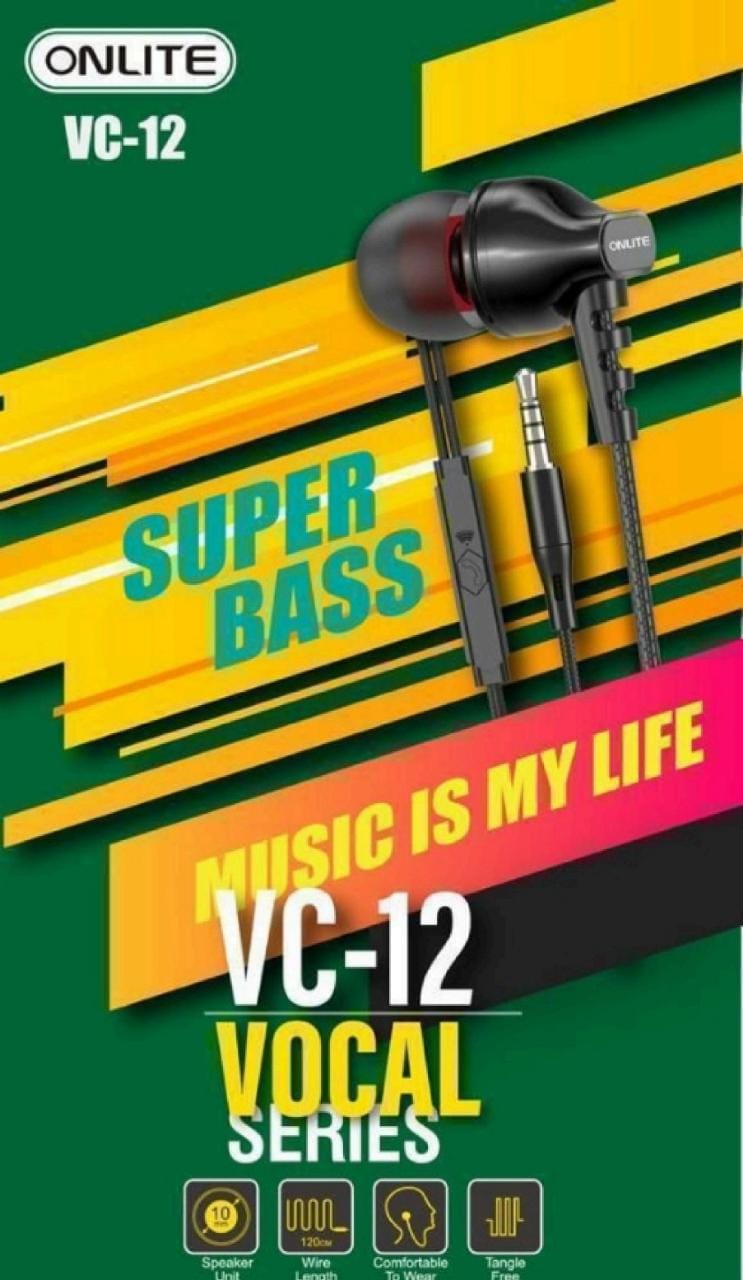 ONLITE
VC-12
ONLITE
SUPER
BASS
MUSIC IS MY LIFE
VC-12
VOCAL
SERIES
10
mm
120CM
Speaker
Unit
Wire
Length
Comfortable
To Wear
Tangle
Free